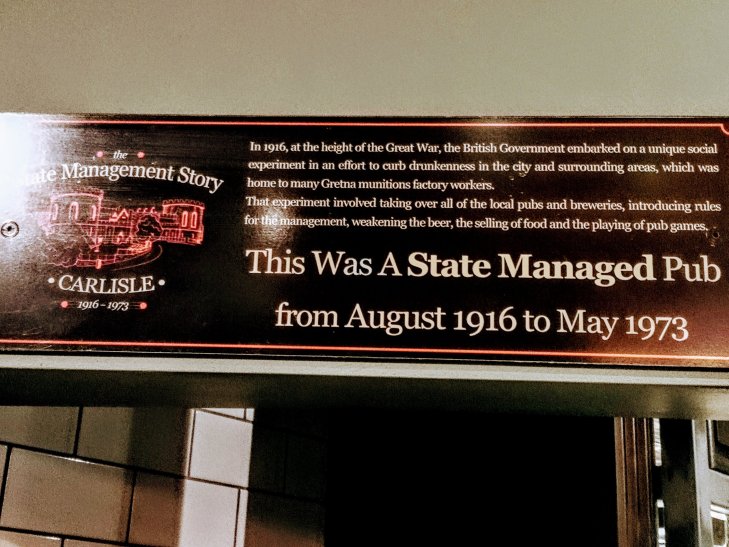 the
State Management Story
CARLISLE
1916 - 1973
In 1916, at the height of the Great War, the British Government embarked on a unique social
experiment in an effort to curb drunkenness in the city and surrounding areas, which was
home to many Gretna munitions factory workers.
That experiment involved taking over all of the local pubs and breweries, introducing rules
for the management, weakening the beer, the selling of food and the playing of pub games.
This Was A State Managed Pub
from August 1916 to May 1973